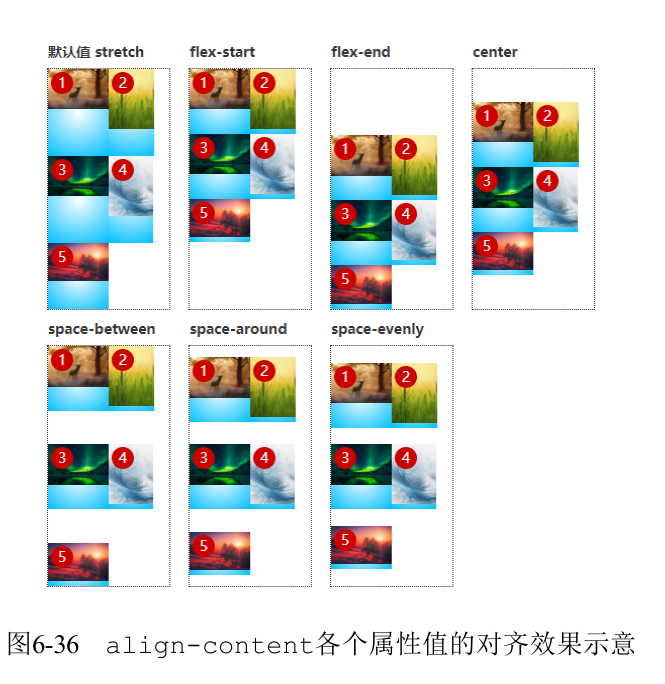 默认值 stretch flex-start flex-end center
1 2 1 2
1 2
1 2
3 4 3 4
3 4
3 4
5 5
5
5
space-between space-around space-evenly
1 2
1 2
1 2
3 4 3 4 3 4
5
5
5
图6-36 align-content各个属性值的对齐效果示意